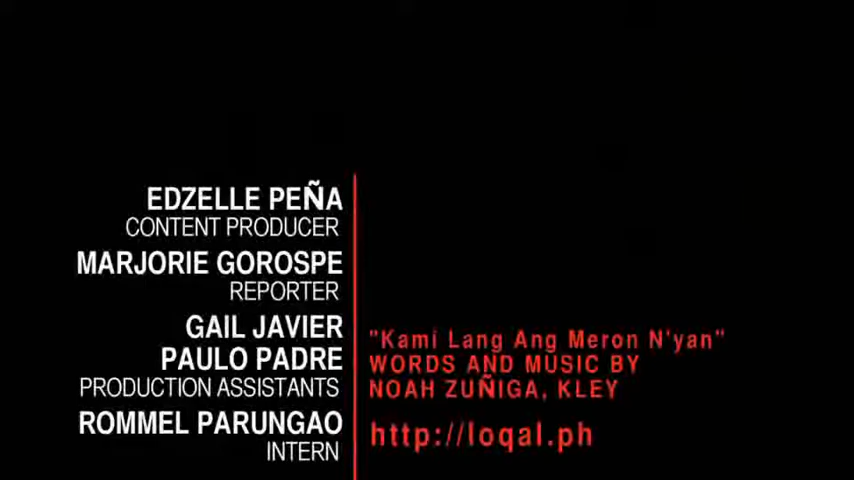 EDZELLE PEÑA
CONTENT PRODUCER
MARJORIE GOROSPE
REPORTER
GAIL JAVIER
PAULO PADRE
PRODUCTION ASSISTANTS
ROMMEL PARUNGAO
INTERN
"Kami Lang Ang Meron N'yan"
WORDS AND MUSIC BY
NOAH ZUÑIGA, KLEY
http://loqal.ph